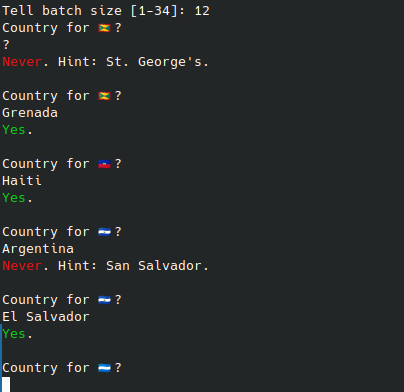 Tell batch size [1-34]: 12
Country for 🇬🇩?
?
Never. Hint: St. George's.
Country for 🇬🇩?
Grenada
Yes.
Country for 🇭🇹?
Haiti
Yes.
Country for 🇸🇻?
Argentina
Never. Hint: San Salvador.
Country for 🇸🇻?
El Salvador
Yes.
Country for 🇭🇳?